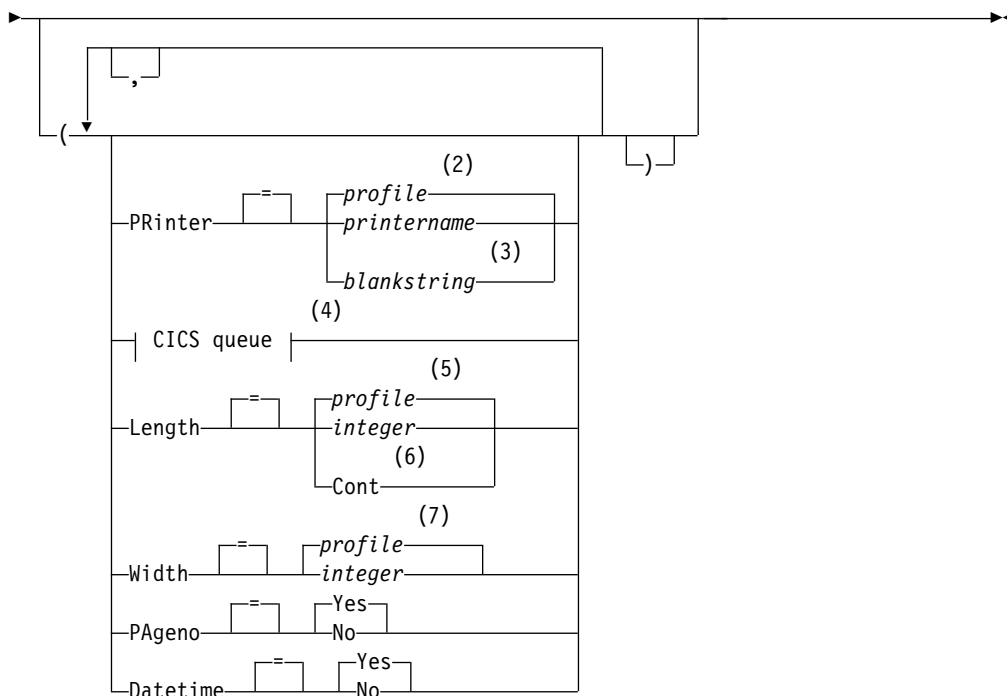 ,
(
)
(2)
= profile
PRinter printername
(3)
blankstring
(4)
CICS queue
(5)
= profile
Length integer
(6)
Cont
(7)
= profile
Width integer
= Yes
PAgeno No
= Yes
Datetime No